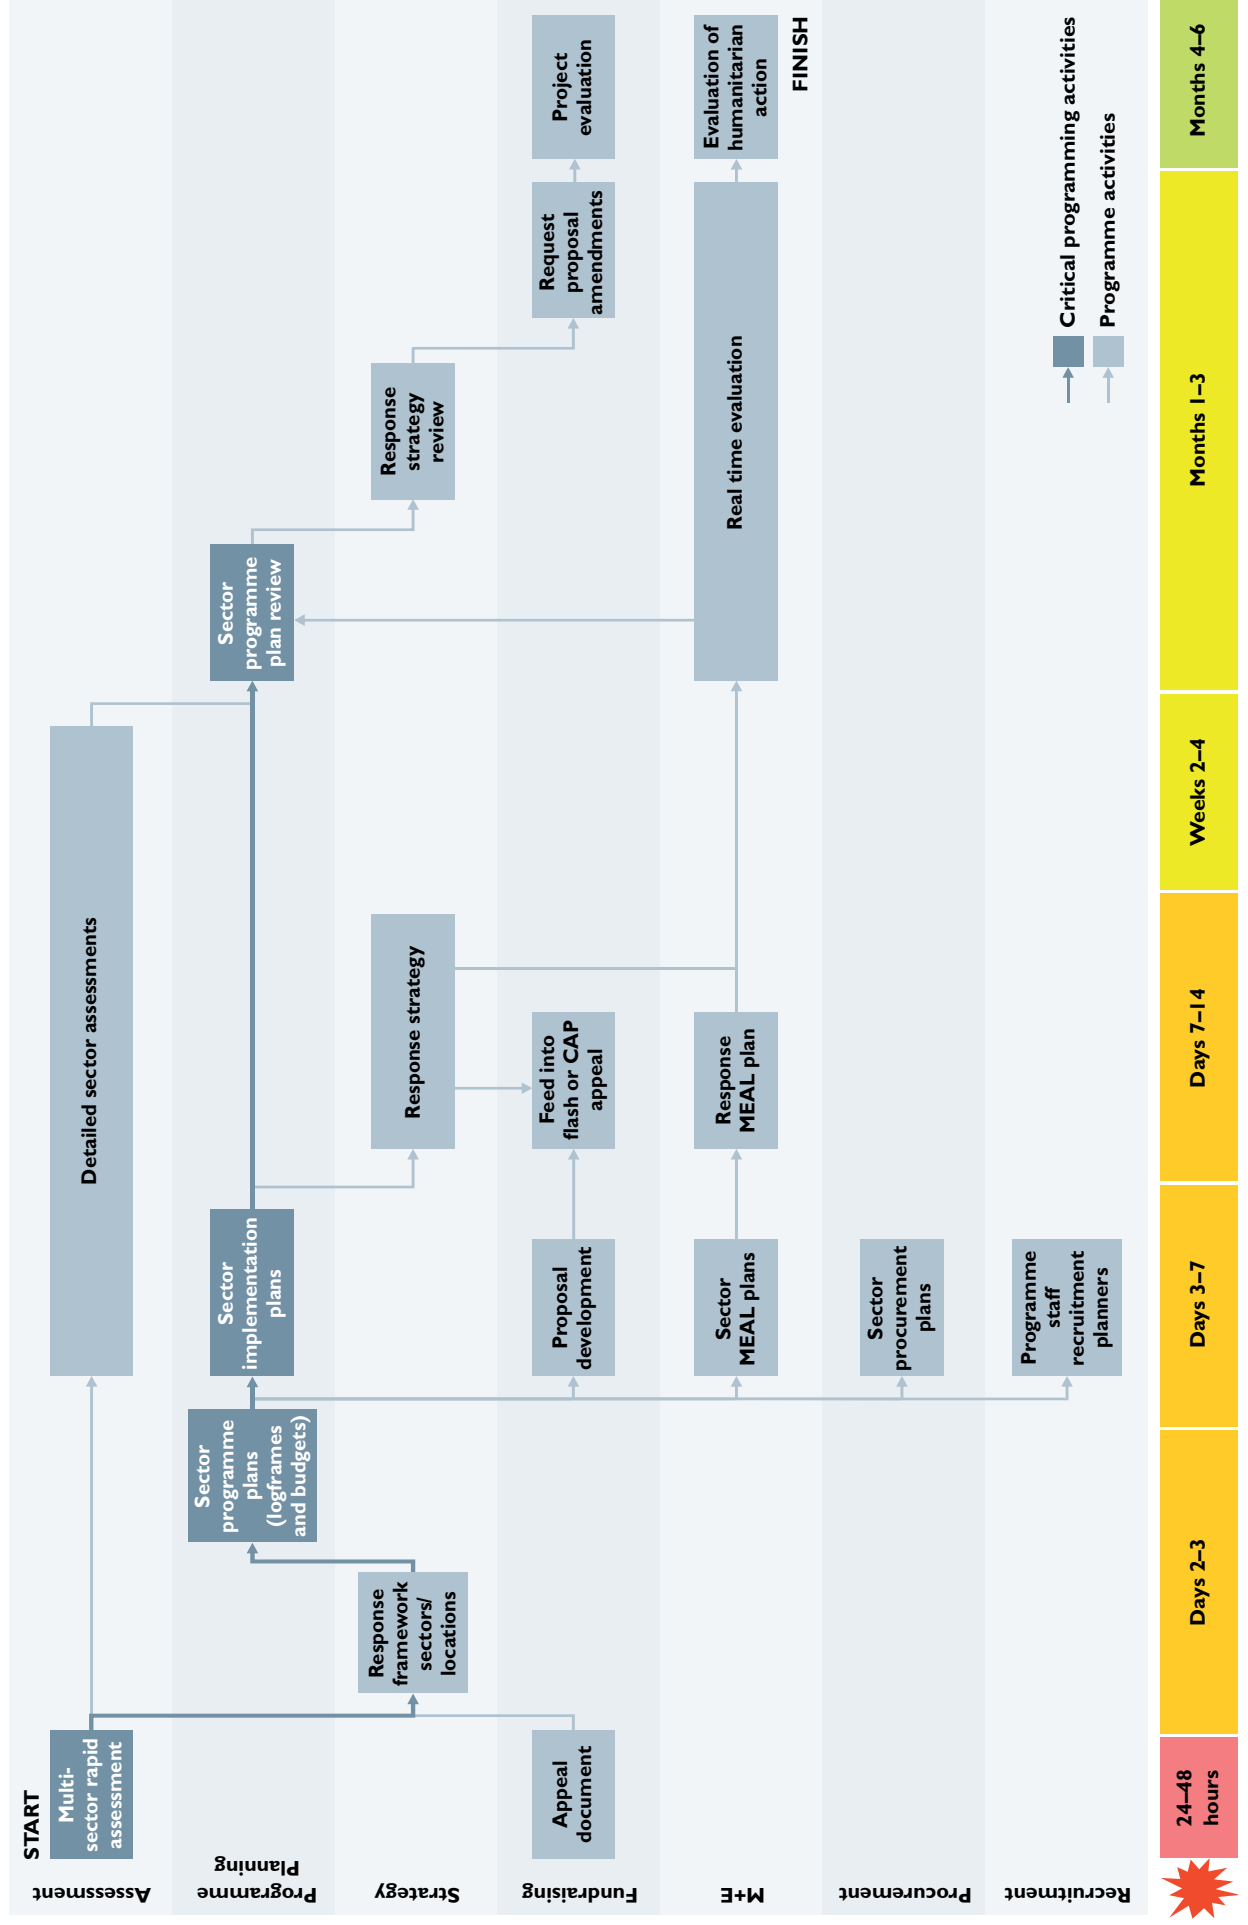 START
FINISH
Assessment
Multi-
sector rapid
assessment
Detailed sector assessments
Programme
Planning
Sector
programme
plans
(logframes
and budgets)
Sector
implementation
plans
Sector
programme
plan review
Strategy
Response
framework
sectors/
locations
Response strategy
Response
strategy
review
Fundraising
Appeal
document
Proposal
development
Feed into
flash or CAP
appeal
Request
proposal
amendments
Project
evaluation
M+E
Sector
MEAL plans
Response
MEAL plan
Real time evaluation
Evaluation of
humanitarian
action
Procurement
Sector
procurement
plans
Recruitment
Programme
staff
recruitment
planners
Critical programming activities
Programme activities
24–48
hours
Days 2–3
Days 3–7
Days 7–14
Weeks 2–4
Months 1–3
Months 4–6